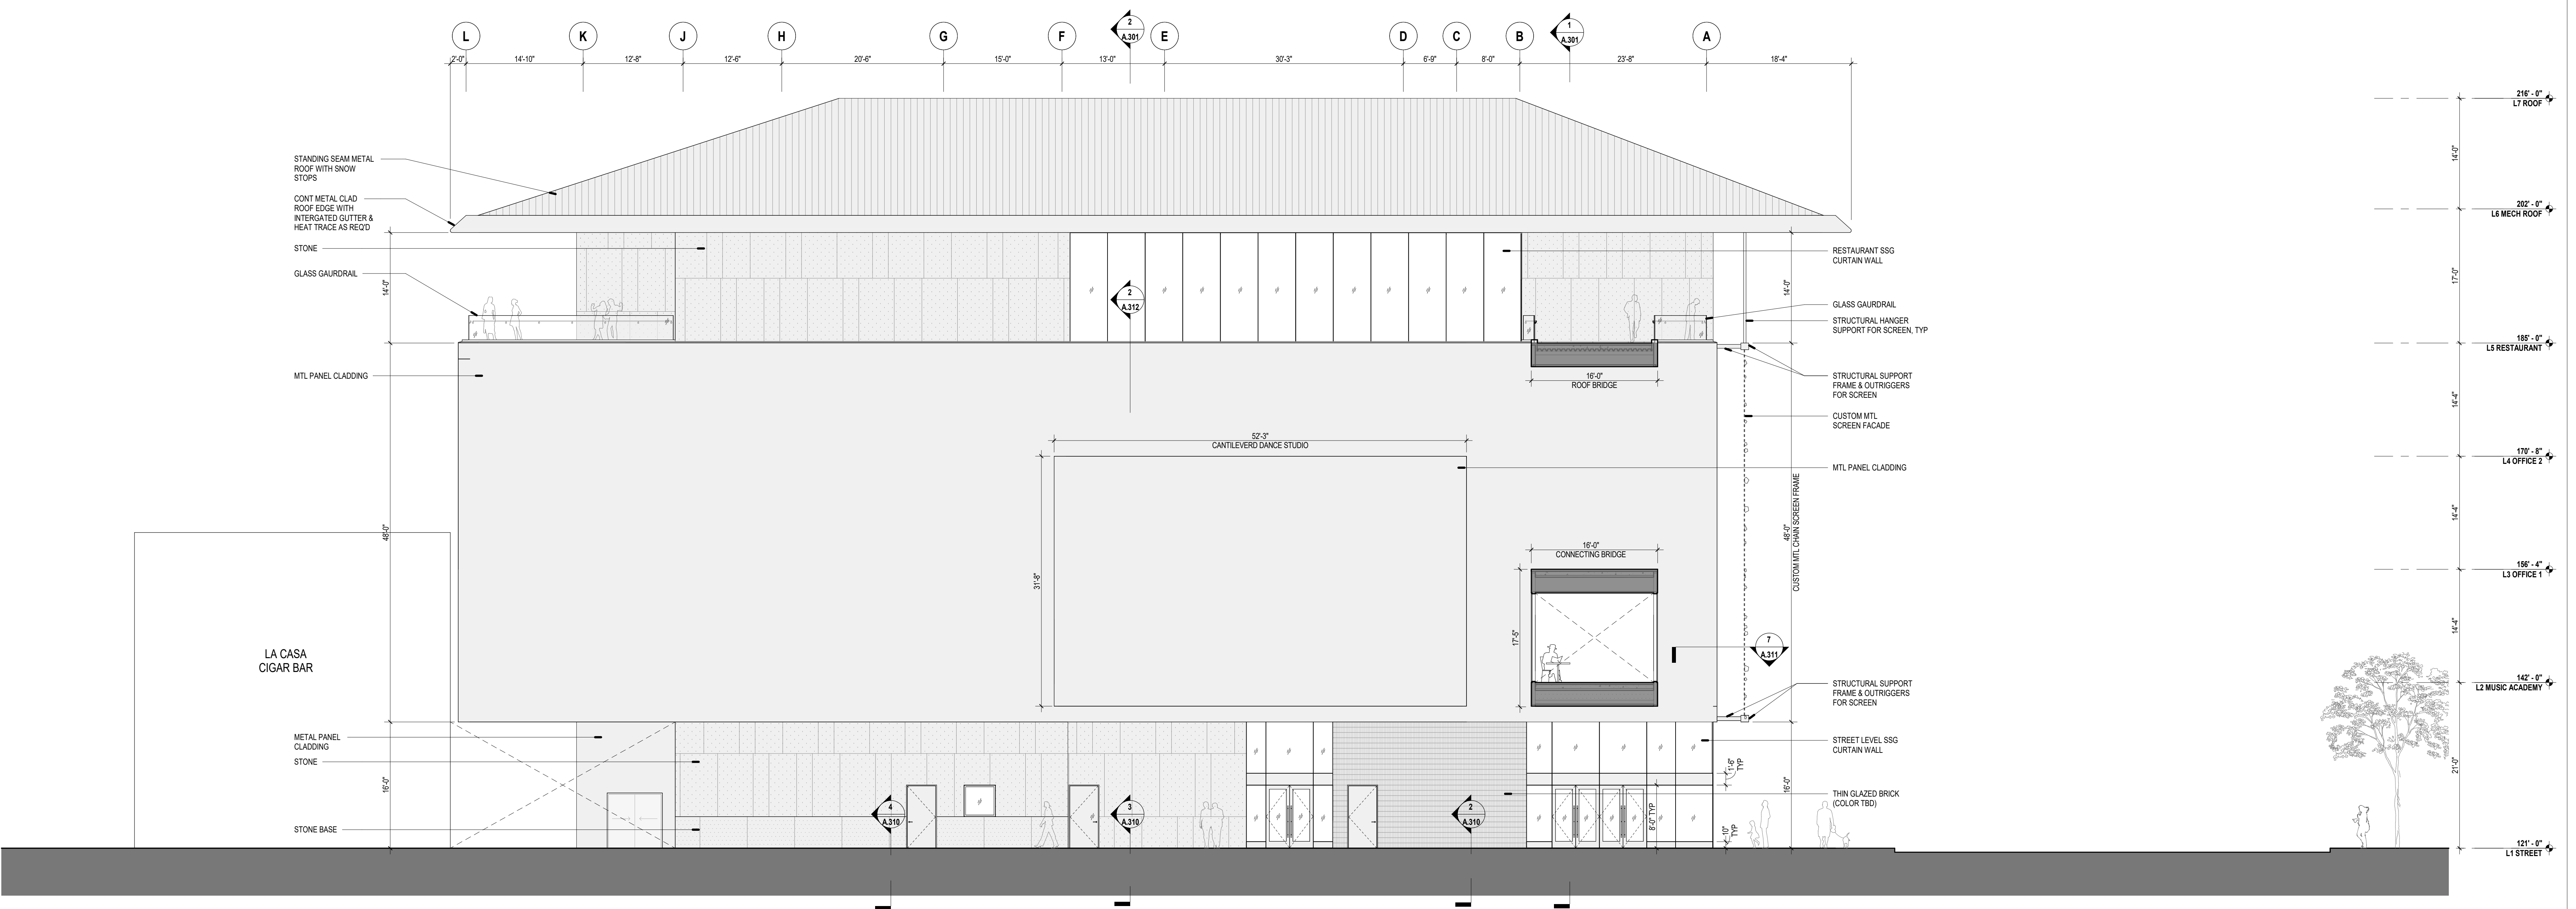 2
A.301
1
A.301
L
K
J
H
G
F
E
D
C
B
A
2'-0"
14'-10"
12'-8"
12'-6"
20'-6"
15'-0"
13'-0"
30'-3"
6'-9"
8'-0"
23'-8"
18'-4"
STANDING SEAM METAL
ROOF WITH SNOW
STOPS
CONT METAL CLAD
ROOF EDGE WITH
INTERGATED GUTTER &
HEAT TRACE AS REQ'D
STONE
GLASS GAURDRAIL
14'-0"
MTL PANEL CLADDING
48'-0"
LA CASA
CIGAR BAR
METAL PANEL
CLADDING
STONE
16'-0"
STONE BASE
2
A.312
16'-0"
ROOF BRIDGE
52'-3"
CANTILEVERD DANCE STUDIO
31'-8"
16'-0"
CONNECTING BRIDGE
17'-5"
4
A.310
3
A.310
2
A.310
7
A.311
8'-0" TYP
1'-6"
TYP
10"
TYP
RESTAURANT SSG
CURTAIN WALL
14'-0"
GLASS GAURDRAIL
STRUCTURAL HANGER
SUPPORT FOR SCREEN, TYP
STRUCTURAL SUPPORT
FRAME & OUTRIGGERS
FOR SCREEN
CUSTOM MTL
SCREEN FACADE
MTL PANEL CLADDING
48'-0"
CUSTOM MTL CHAIN SCREEN FRAME
STRUCTURAL SUPPORT
FRAME & OUTRIGGERS
FOR SCREEN
STREET LEVEL SSG
CURTAIN WALL
16'-0"
THIN GLAZED BRICK
(COLOR TBD)
216' - 0"
L7 ROOF
14'-0"
202' - 0"
L6 MECH ROOF
17'-0"
185' - 0"
L5 RESTAURANT
14'-4"
170' - 8"
L4 OFFICE 2
14'-4"
156' - 4"
L3 OFFICE 1
14'-4"
142' - 0"
L2 MUSIC ACADEMY
21'-0"
121' - 0"
L1 STREET